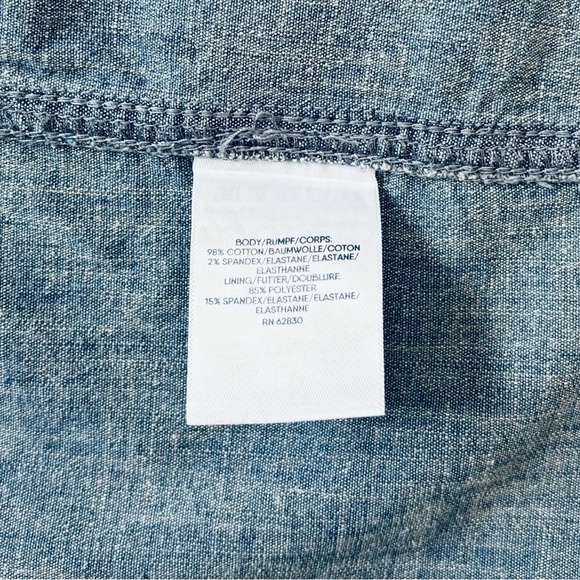 BODY/RUMPF/CORPS:
98% COTTON/BAUMWOLLE/COTON
2% SPANDEX/ELASTANE/ELASTANE/
ELASTHANNE
LINING/FUTTER/DOUBLURE:
85% POLYESTER
15% SPANDEX/ELASTANE/ELASTANE/
ELASTHANNE
RN 62830